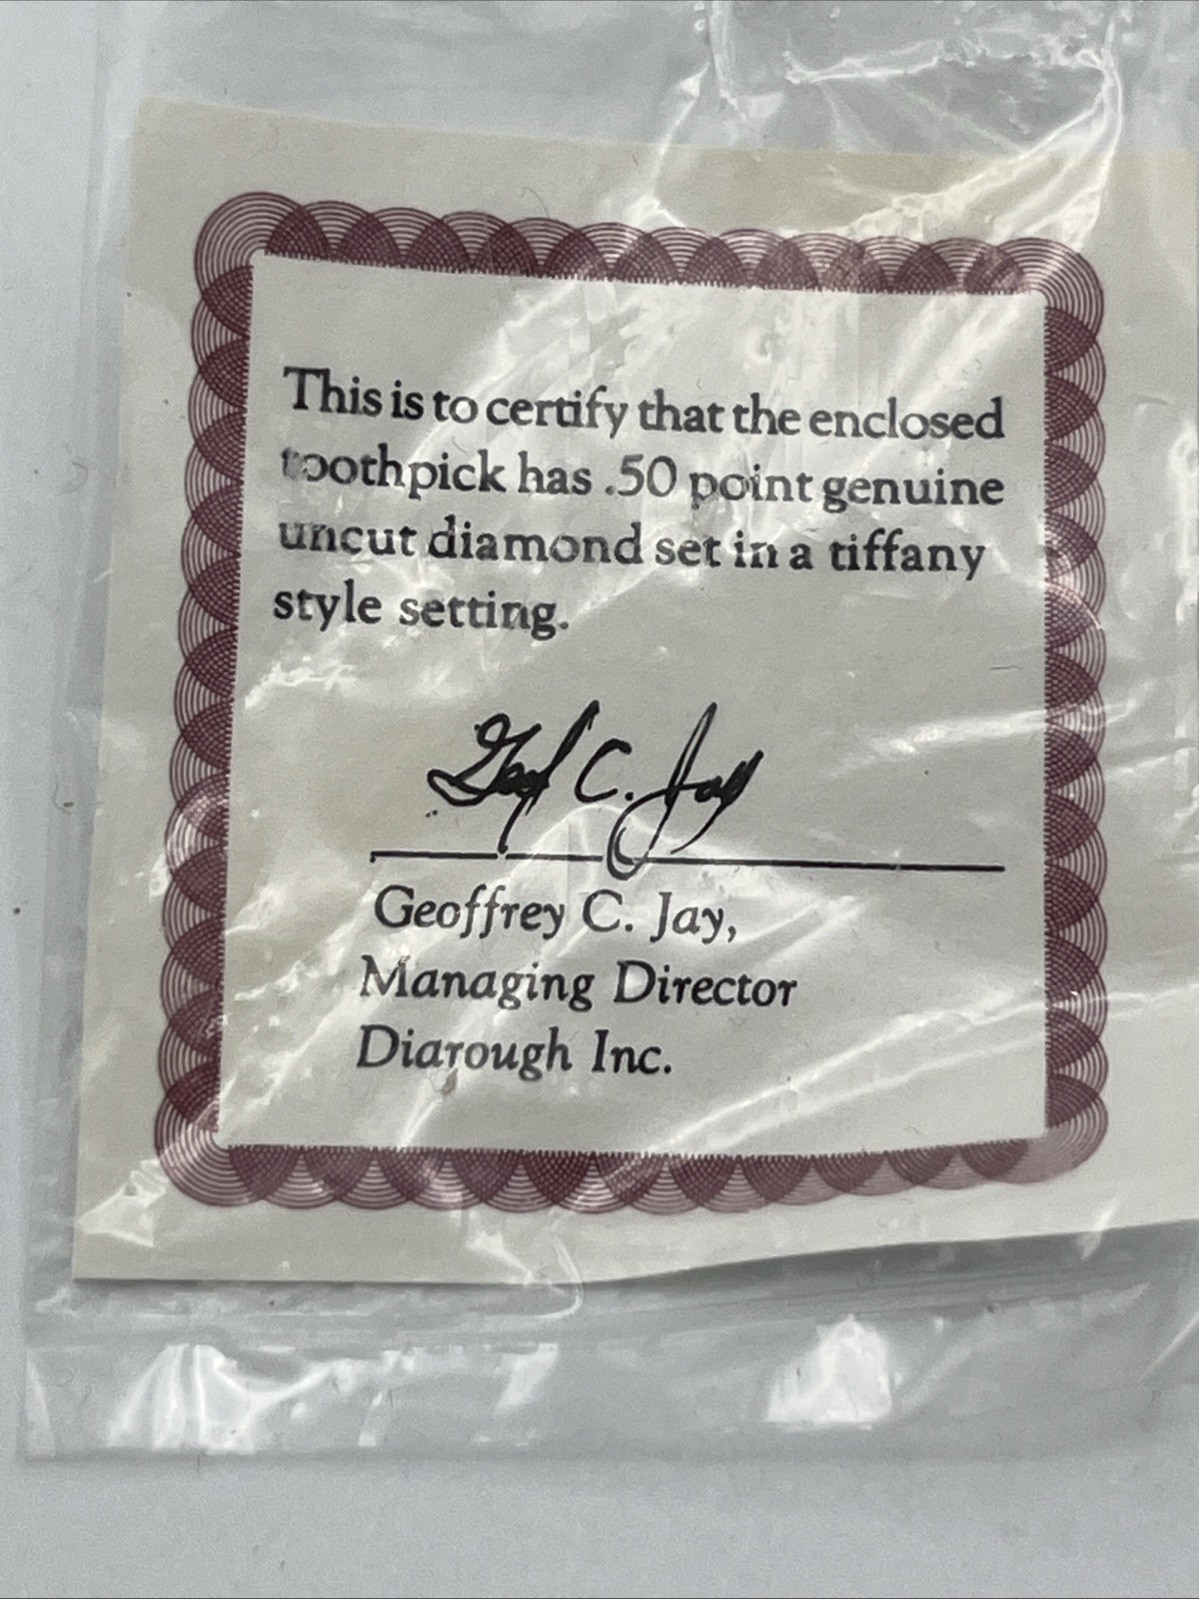 This is to certify that the enclosed
toothpick has .50 point genuine
uncut diamond set in a tiffany
style setting.
Geof C. Jay
Geoffrey C. Jay,
Managing Director
Diarough Inc.